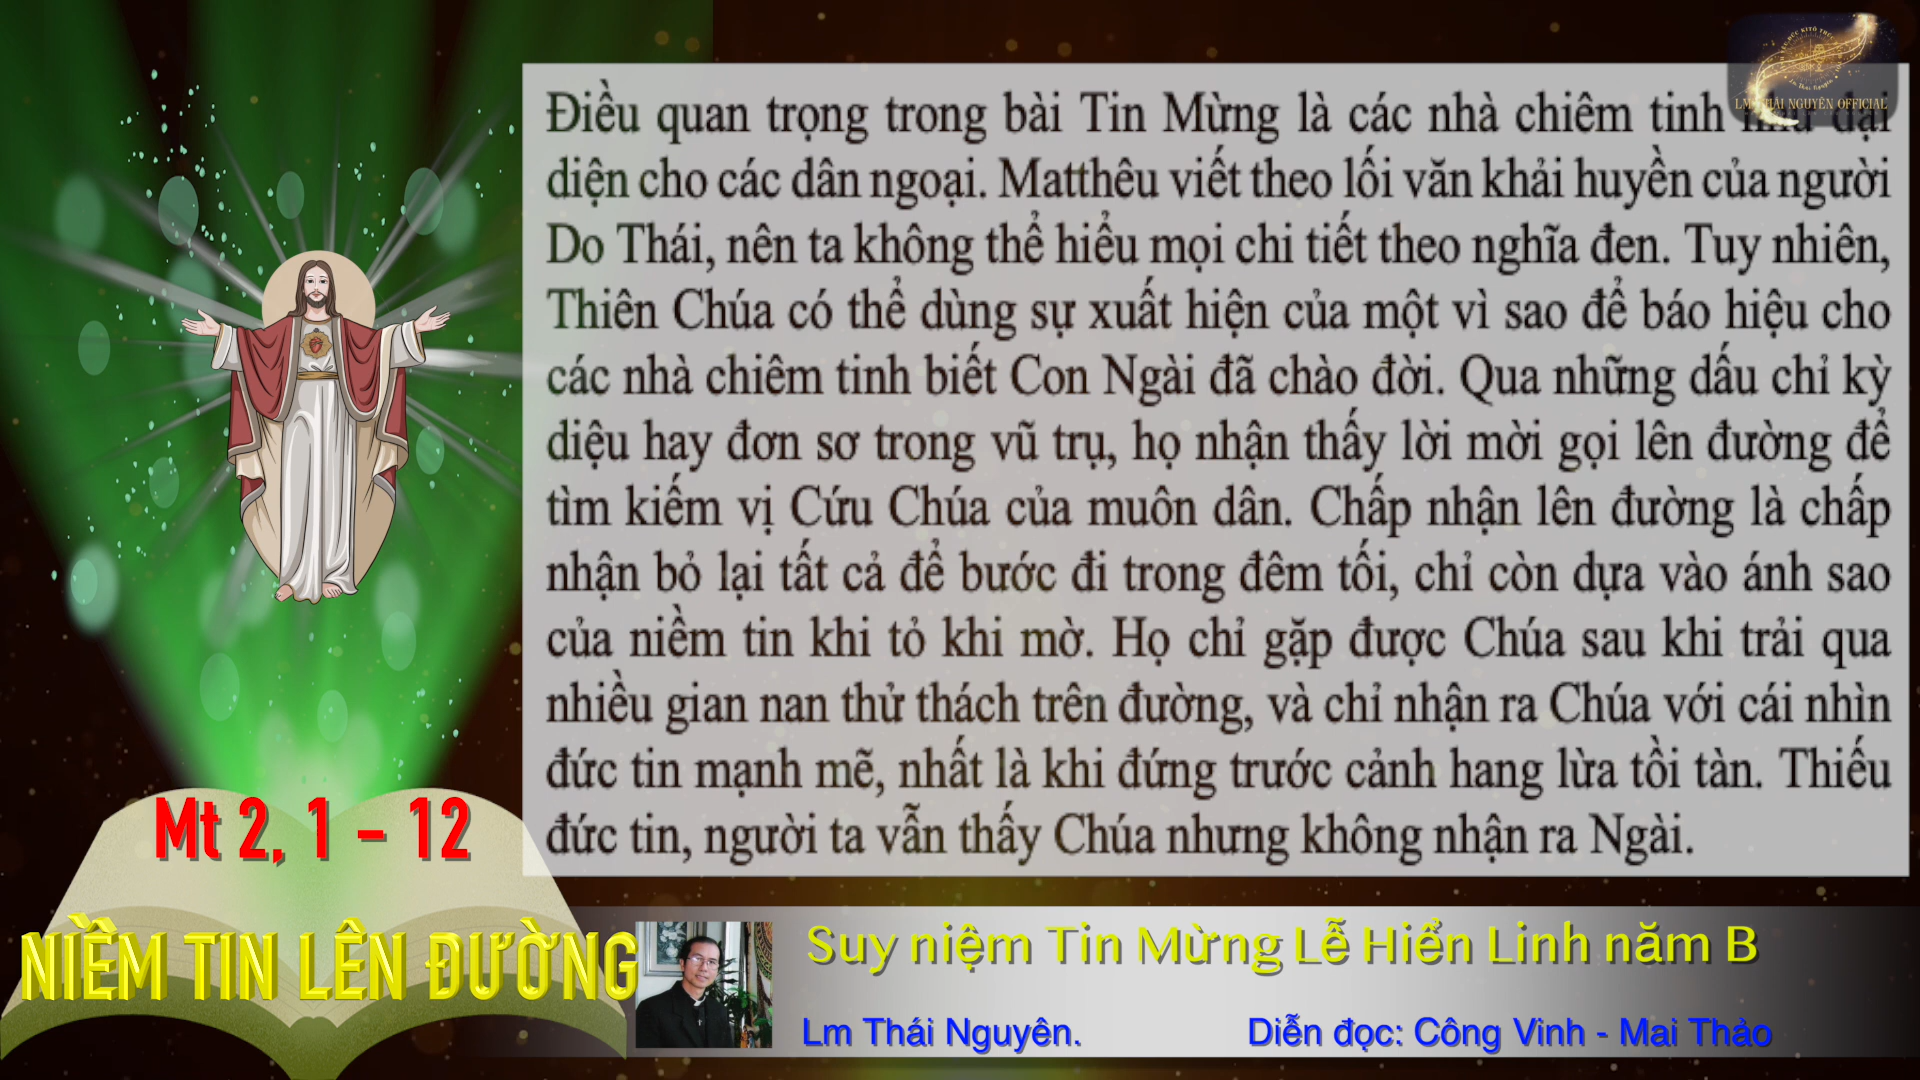 LM THÁI NGUYÊN OFFICIAL
Điều quan trọng trong bài Tin Mừng là các nhà chiêm tinh như đại
diện cho các dân ngoại. Matthêu viết theo lối văn khải huyền của người
Do Thái, nên ta không thể hiểu mọi chi tiết theo nghĩa đen. Tuy nhiên,
Thiên Chúa có thể dùng sự xuất hiện của một vì sao để báo hiệu cho
các nhà chiêm tinh biết Con Ngài đã chào đời. Qua những dấu chỉ kỳ
diệu hay đơn sơ trong vũ trụ, họ nhận thấy lời mời gọi lên đường để
tìm kiếm vị Cứu Chúa của muôn dân. Chấp nhận lên đường là chấp
nhận bỏ lại tất cả để bước đi trong đêm tối, chỉ còn dựa vào ánh sao
của niềm tin khi tỏ khi mờ. Họ chỉ gặp được Chúa sau khi trải qua
nhiều gian nan thử thách trên đường, và chỉ nhận ra Chúa với cái nhìn
đức tin mạnh mẽ, nhất là khi đứng trước cảnh hang lừa tồi tàn. Thiếu
đức tin, người ta vẫn thấy Chúa nhưng không nhận ra Ngài.
Mt 2, 1 - 12
NIỀM TIN LÊN ĐƯỜNG
Suy niệm Tin Mừng Lễ Hiển Linh năm B
Lm Thái Nguyên. Diễn đọc: Công Vinh - Mai Thảo